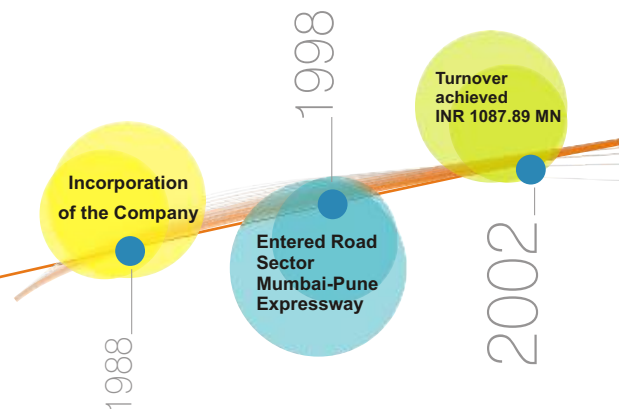 Incorporation
of the Company
1988
1998
Entered Road
Sector
Mumbai-Pune
Expressway
Turnover
achieved
INR 1087.89 MN
2002